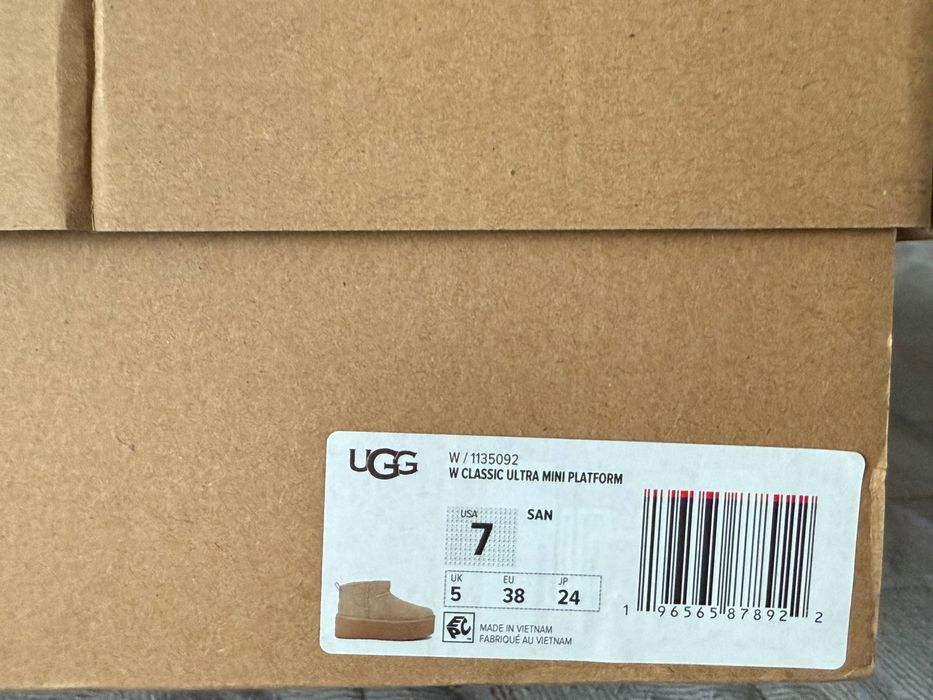 UGG
W / 1135092
W CLASSIC ULTRA MINI PLATFORM
USA
7
SAN
UK EU JP
5 38 24
EPC
MADE IN VIETNAM
FABRIQUÉ AU VIETNAM
1 96565 87892 2